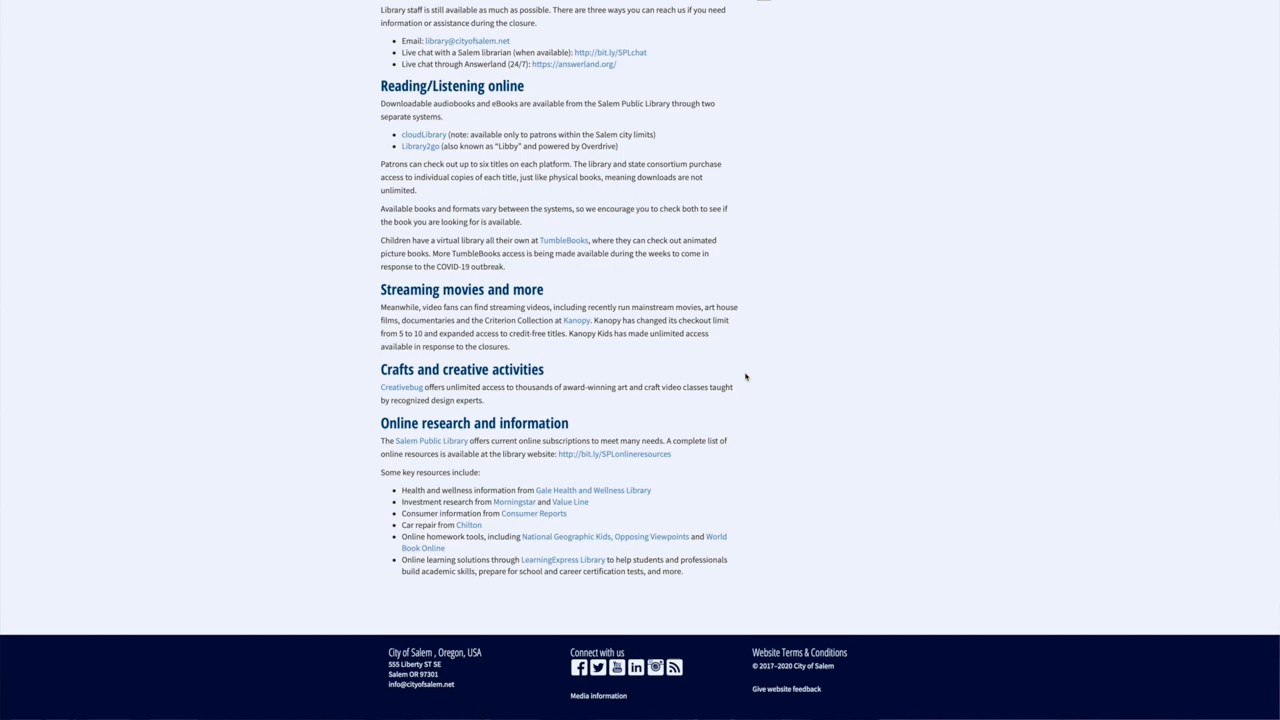 Library staff is still available as much as possible. There are three ways you can reach us if you need
information or assistance during the closure.
Email: library@cityofsalem.net
Live chat with a Salem librarian (when available): http://bit.ly/SPLchat
Live chat through Answerland (24/7): https://answerland.org/
Reading/Listening online
Downloadable audiobooks and eBooks are available from the Salem Public Library through two
separate systems.
cloudLibrary (note: available only to patrons within the Salem city limits)
Library2go (also known as “Libby” and powered by Overdrive)
Patrons can check out up to six titles on each platform. The library and state consortium purchase
access to individual copies of each title, just like physical books, meaning downloads are not
unlimited.
Available books and formats vary between the systems, so we encourage you to check both to see if
the book you are looking for is available.
Children have a virtual library all their own at TumbleBooks, where they can check out animated
picture books. More TumbleBooks access is being made available during the weeks to come in
response to the COVID-19 outbreak.
Streaming movies and more
Meanwhile, video fans can find streaming videos, including recently run mainstream movies, art house
films, documentaries and the Criterion Collection at Kanopy. Kanopy has changed its checkout limit
from 5 to 10 and expanded access to credit-free titles. Kanopy Kids has made unlimited access
available in response to the closures.
Crafts and creative activities
Creativebug offers unlimited access to thousands of award-winning art and craft video classes taught
by recognized design experts.
Online research and information
The Salem Public Library offers current online subscriptions to meet many needs. A complete list of
online resources is available at the library website: http://bit.ly/SPLonlineresources
Some key resources include:
Health and wellness information from Gale Health and Wellness Library
Investment research from Morningstar and Value Line
Consumer information from Consumer Reports
Car repair from Chilton
Online homework tools, including National Geographic Kids, Opposing Viewpoints and World
Book Online
Online learning solutions through LearningExpress Library to help students and professionals
build academic skills, prepare for school and career certification tests, and more.
City of Salem , Oregon, USA
555 Liberty ST SE
Salem OR 97301
info@cityofsalem.net
Connect with us
Media information
Website Terms & Conditions
© 2017–2020 City of Salem
Give website feedback